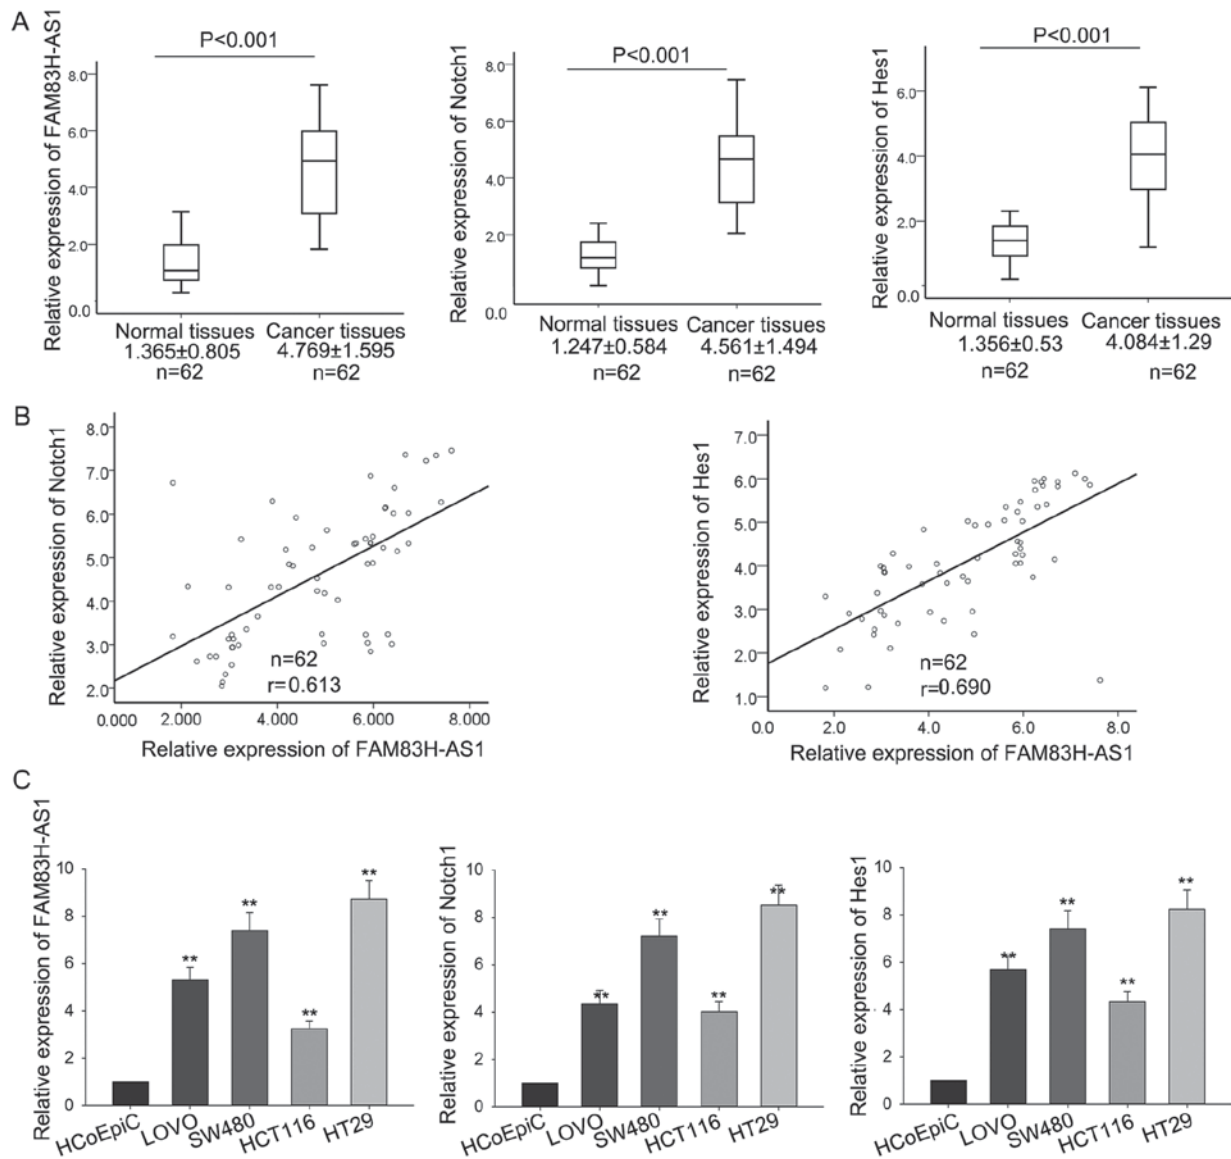 A
Relative expression of FAM83H-AS1
P<0.001
8.0
6.0
4.0
2.0
0.0
Normal tissues
1.365±0.805
n=62
Cancer tissues
4.769±1.595
n=62
Relative expression of Notch1
P<0.001
8.0
6.0
4.0
2.0
0.0
Normal tissues
1.247±0.584
n=62
Cancer tissues
4.561±1.494
n=62
Relative expression of Hes1
P<0.001
6.0
4.0
2.0
0.0
Normal tissues
1.356±0.53
n=62
Cancer tissues
4.084±1.29
n=62
B
Relative expression of Notch1
8.0
7.0
6.0
5.0
4.0
3.0
2.0
n=62
r=0.613
0.000 2.000 4.000 6.000 8.000
Relative expression of FAM83H-AS1
Relative expression of Hes1
7.0
6.0
5.0
4.0
3.0
2.0
1.0
n=62
r=0.690
0.0 2.0 4.0 6.0 8.0
Relative expression of FAM83H-AS1
C
Relative expression of FAM83H-AS1
10
8
6
4
2
0
**
**
**
**
HCoEpiC LOVO SW480 HCT116 HT29
Relative expression of Notch1
10
8
6
4
2
0
**
**
**
**
HCoEpiC LOVO SW480 HCT116 HT29
Relative expression of Hes1
10
8
6
4
2
0
**
**
**
**
HCoEpiC LOVO SW480 HCT116 HT29